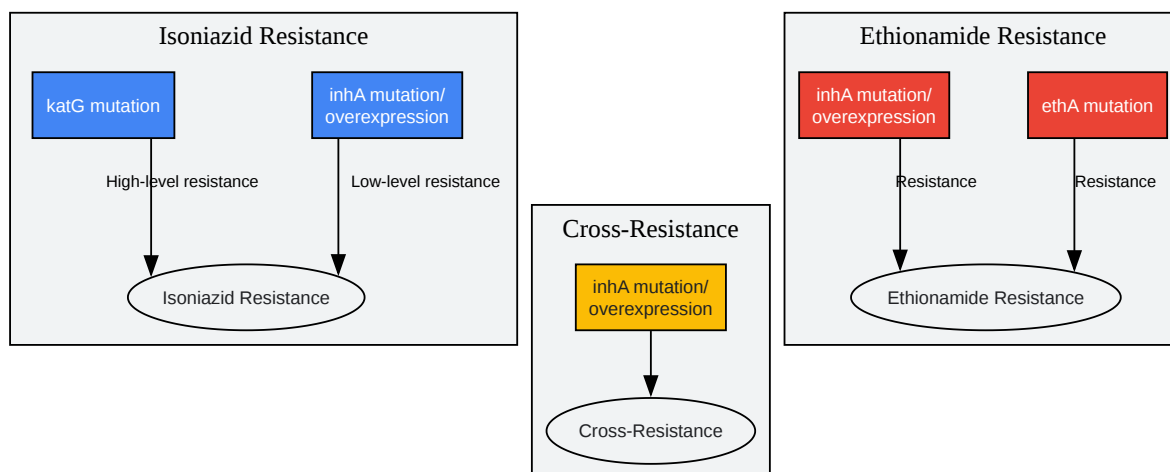 Isoniazid Resistance
katG mutation
inhA mutation/
overexpression
High-level resistance
Low-level resistance
Isoniazid Resistance
Cross-Resistance
inhA mutation/
overexpression
Cross-Resistance
Ethionamide Resistance
inhA mutation/
overexpression
ethA mutation
Resistance
Resistance
Ethionamide Resistance